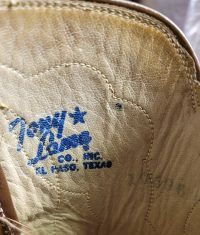 Tony
Lama
CO., INC.
EL PASO, TEXAS